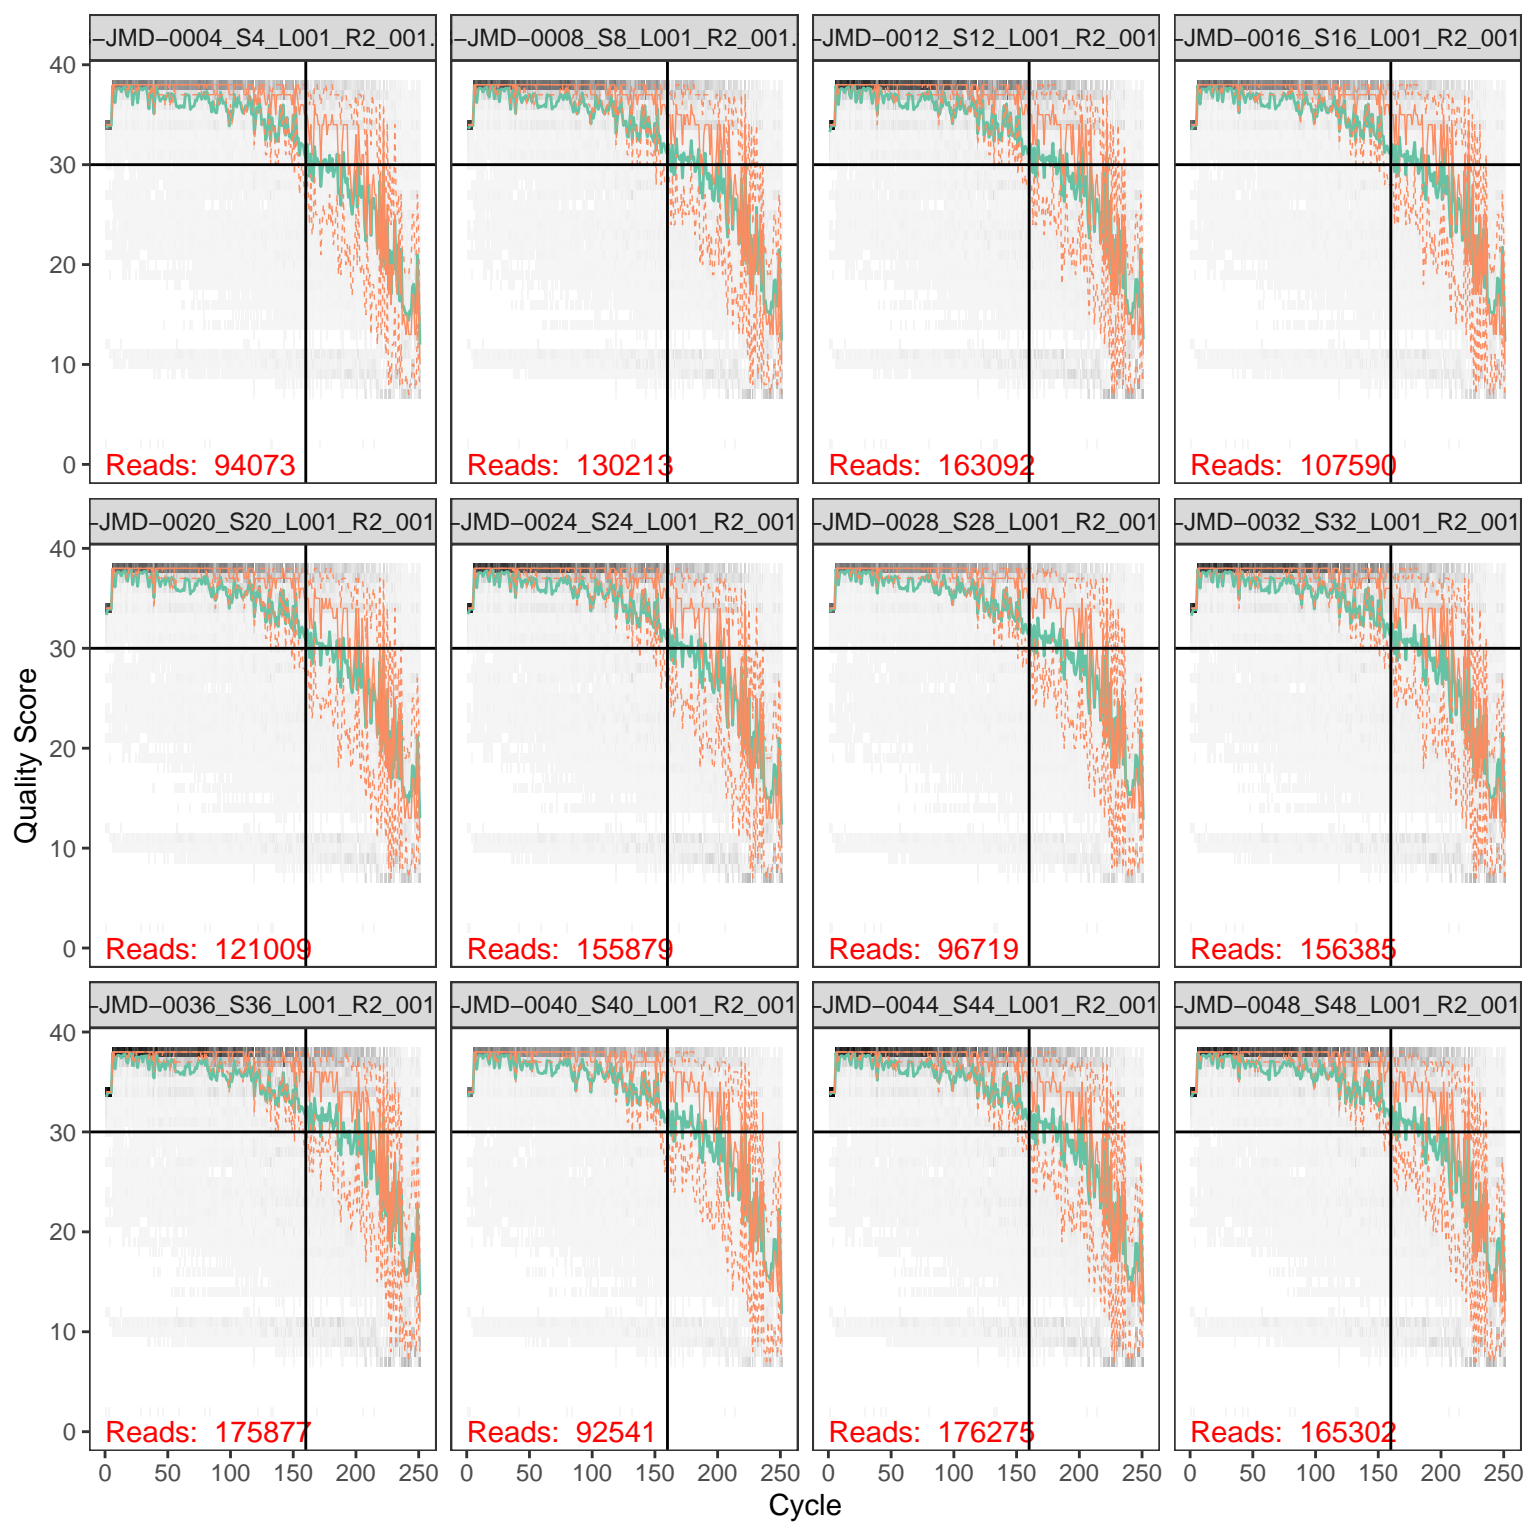 -JMD-0004_S4_L001_R2_001.
-JMD-0008_S8_L001_R2_001.
-JMD-0012_S12_L001_R2_001
-JMD-0016_S16_L001_R2_001
40
30
20
10
0
Reads: 94073
Reads: 130213
Reads: 163092
Reads: 107590
-JMD-0020_S20_L001_R2_001
-JMD-0024_S24_L001_R2_001
-JMD-0028_S28_L001_R2_001
-JMD-0032_S32_L001_R2_001
40
30
20
10
0
Quality Score
Reads: 121009
Reads: 155879
Reads: 96719
Reads: 156385
-JMD-0036_S36_L001_R2_001
-JMD-0040_S40_L001_R2_001
-JMD-0044_S44_L001_R2_001
-JMD-0048_S48_L001_R2_001
40
30
20
10
0
Reads: 175877
Reads: 92541
Reads: 176275
Reads: 165302
0 50 100 150 200 250
0 50 100 150 200 250
0 50 100 150 200 250
0 50 100 150 200 250
Cycle